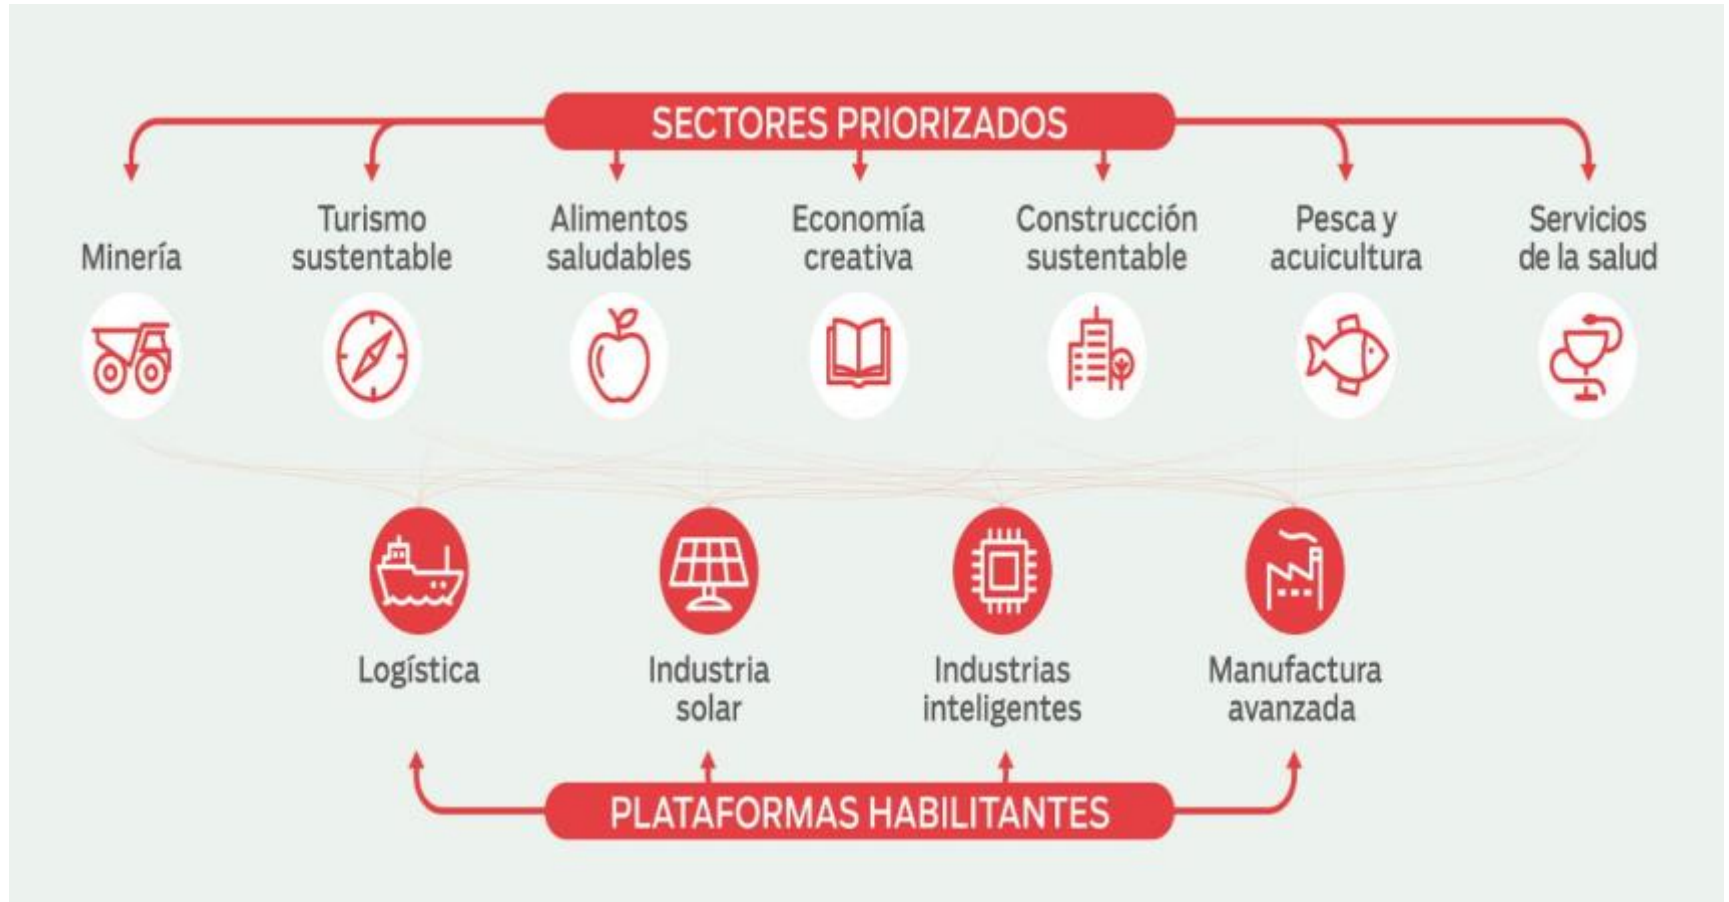 SECTORES PRIORIZADOS
Minería
Turismo
sustentable
Alimentos
saludables
Economía
creativa
Construcción
sustentable
Pesca y
acuicultura
Servicios
de la salud
Logística
Industria
solar
Industrias
inteligentes
Manufactura
avanzada
PLATAFORMAS HABILITANTES